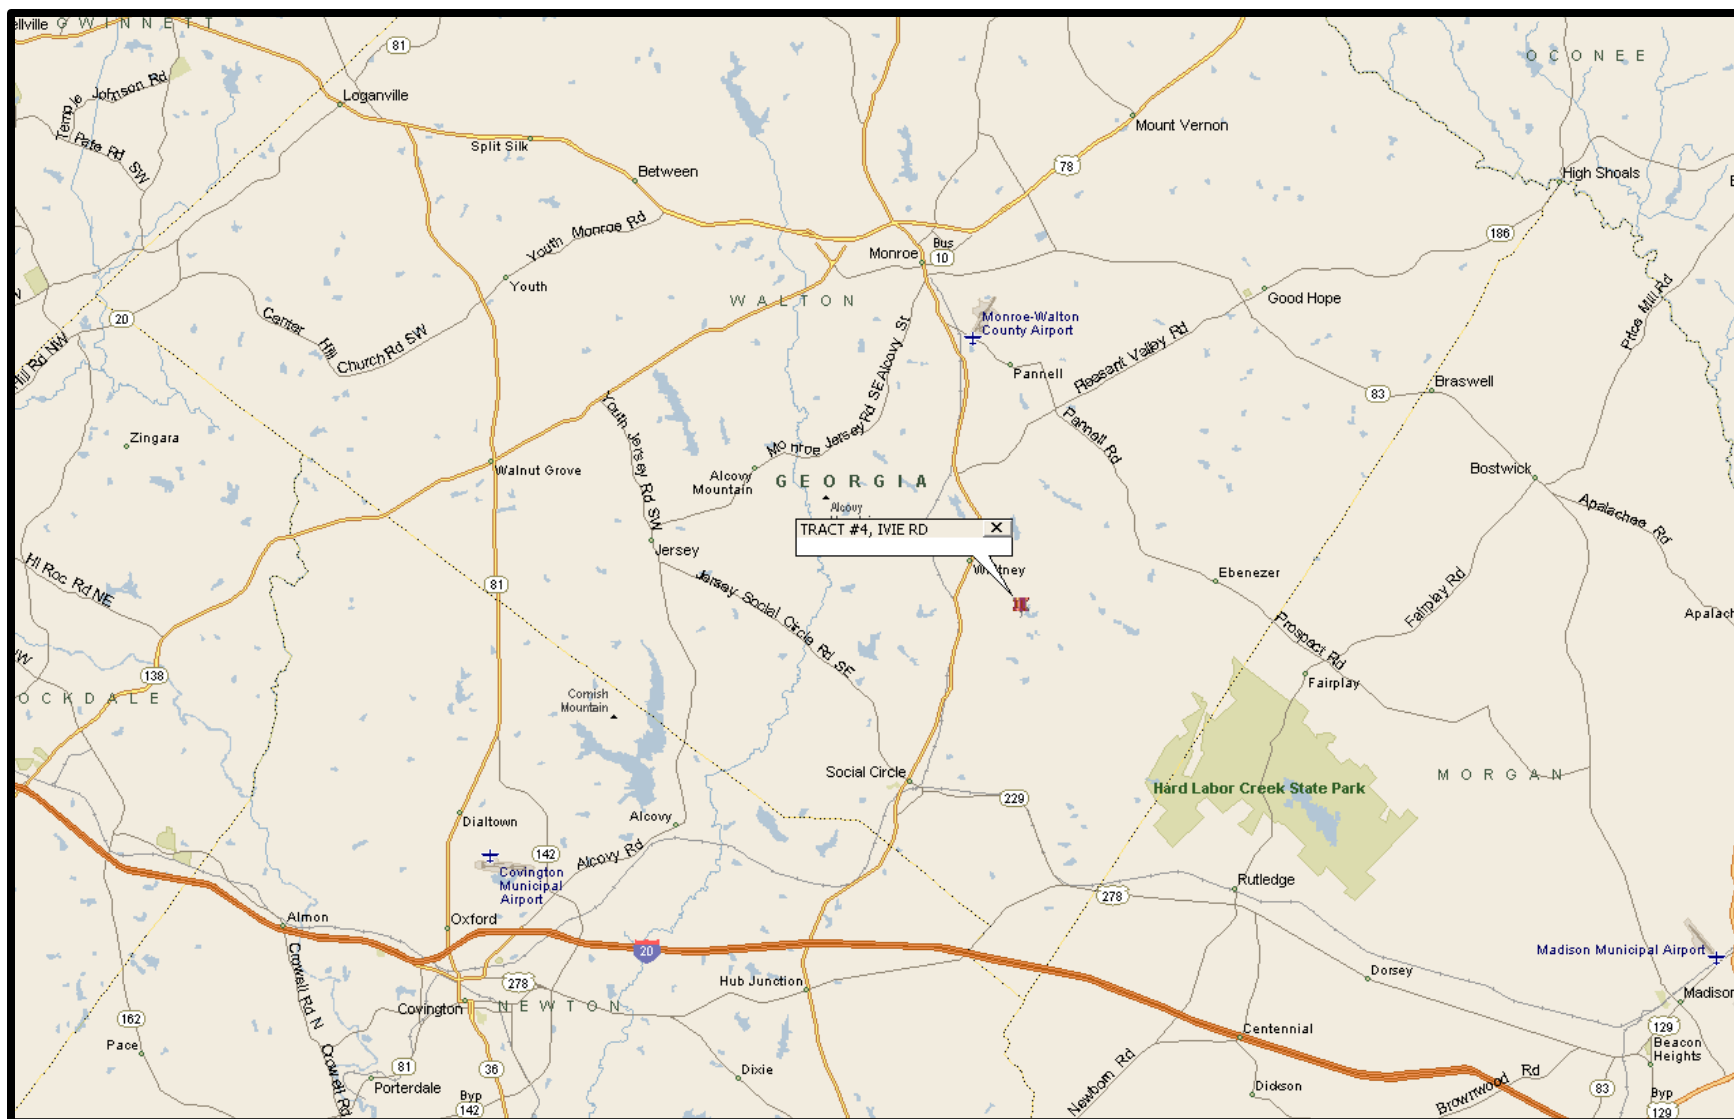 ellville
GWINNETT
81
OCONEE
Temple Johnson Rd
Loganville
Pate Rd SW
Split Silk
Between
Mount Vernon
78
High Shoals
Youth Monroe Rd
186
Monroe
Bus
10
Youth
WALTON
Good Hope
Price Mill Rd
20
Center Hill Church Rd SW
Hill Rd NW
Monroe-Walton
County Airport
Pannell
Pleasant Valley Rd
Braswell
83
Youth Jersey Rd SW
Monroe Jersey Rd SE
Alcovy St
Pannell Rd
Zingara
Walnut Grove
Alcovy
Mountain
GEORGIA
Bostwick
Alcovy
Apalachee Rd
TRACT #4, IVIE RD
Jersey
Whitney
Ebenezer
Hi Roc Rd NE
81
Jersey Social Circle Rd SE
Fairplay Rd
Apalach
Prospect Rd
W
138
OCKDALE
Cornish
Mountain
Fairplay
Social Circle
MORGAN
Hard Labor Creek State Park
229
Dialtown
Alcovy
142
Alcovy Rd
Covington
Municipal
Airport
Rutledge
278
Almon
Oxford
20
Madison Municipal Airport
Crowell Rd N
278
Hub Junction
Dorsey
Covington
NEWTON
Madison
162
Centennial
129
Pace
Beacon
Heights
81
36
Dixie
Crowell Rd
Porterdale
Newborn Rd
Dickson
Brownwood Rd
83
Byp
142
Byp
129